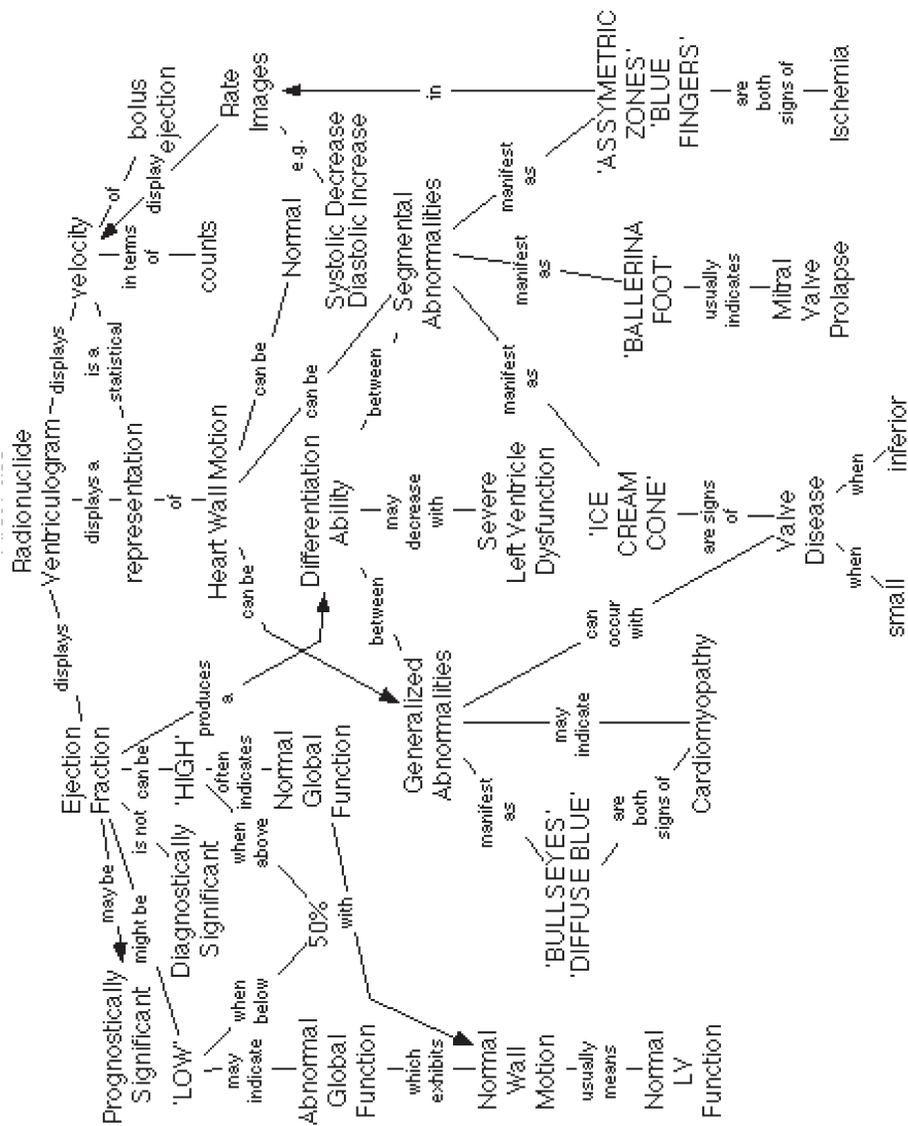 Radionuclide
Ventriculogram
displays
Ejection
Fraction
displays a
representation
displays
velocity
is a
statistical
of
bolus
ejection
in terms
of
counts
display
Rate
Images
e.g.
Systolic Decrease
Diastolic Increase
of
Heart Wall Motion
can be
Normal
can be
Segmental
Abnormalities
can be
Generalized
Abnormalities
may be
Prognostically
Significant
might be
'LOW'
is not
Diagnostically
Significant
can be
'HIGH'
produces
a
Differentiation
Ability
between
between
may
decrease
with
Severe
Left Ventricle
Dysfunction
often
indicates
Normal
Global
Function
when
above
50%
when
below
with
may
indicate
Abnormal
Global
Function
which
exhibits
Normal
Wall
Motion
usually
means
Normal
LY
Function
manifest
as
'BULLSEYES'
'DIFFUSE BLUE'
are
both
signs of
Cardiomyopathy
may
indicate
can
occur
with
manifest
as
'ICE
CREAM
CONE'
are signs
of
Valve
Disease
when
small
when
inferior
manifest
as
'BALLERINA
FOOT'
usually
indicates
Mitral
Valve
Prolapse
manifest
as
'ASSYMETRIC
ZONES'
'BLUE
FINGERS'
in
are
both
signs of
Ischemia